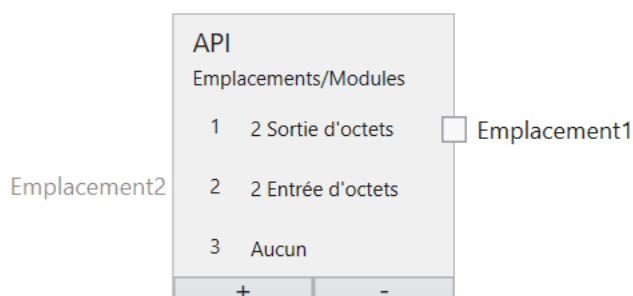 API
Emplacements/Modules
1 2 Sortie d'octets Emplacement1
Emplacement2 2 2 Entrée d'octets
3 Aucun
+ -